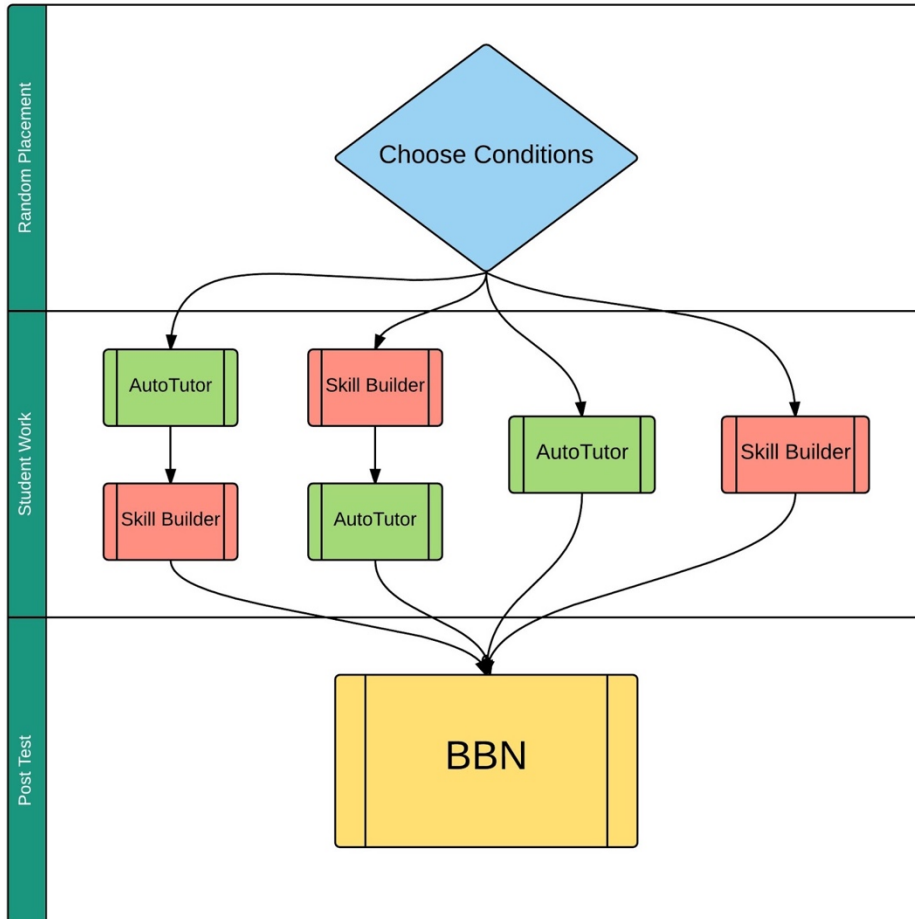 Random Placement
Choose Conditions
Student Work
AutoTutor
Skill Builder
AutoTutor
Skill Builder
Skill Builder
AutoTutor
Post Test
BBN